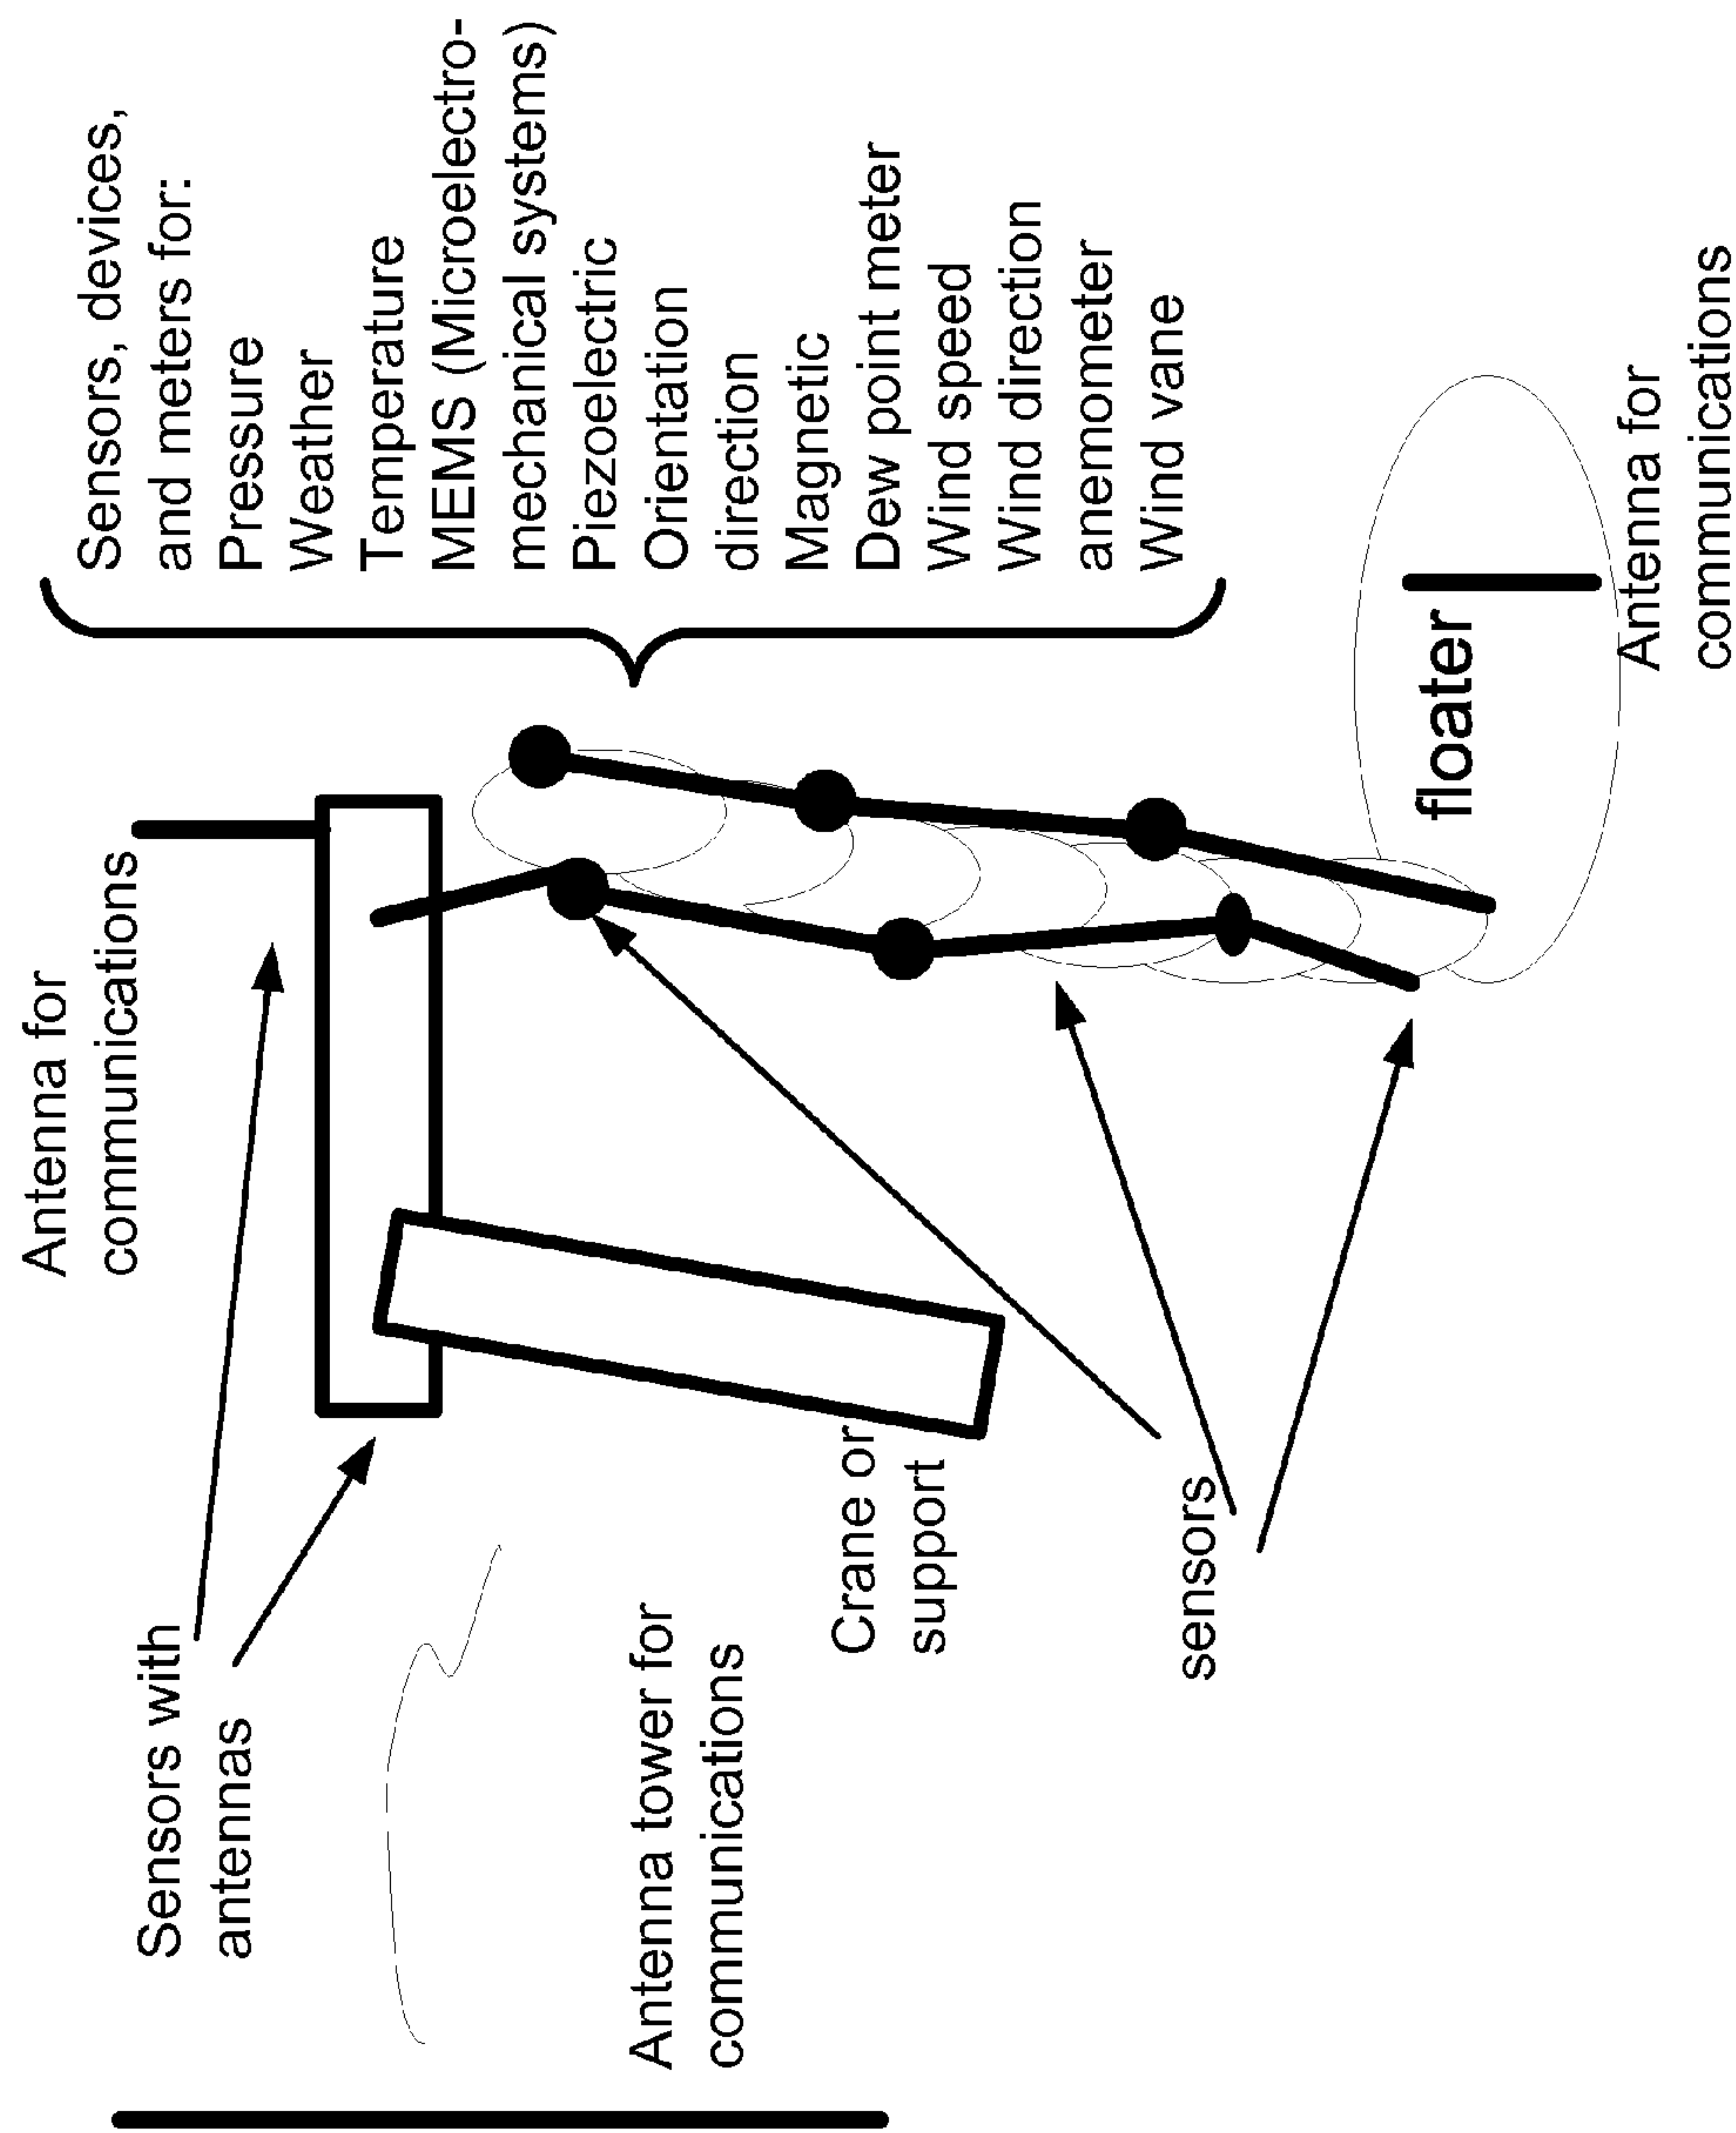 Antenna for
communications
Sensors with
antennas
Sensors, devices,
and meters for:
Pressure
Weather
Temperature
MEMS (Microelectro-
mechanical systems)
Piezoelectric
Orientation
direction
Magnetic
Dew point meter
Wind speed
Wind direction
anemometer
Wind vane
Antenna tower for
communications
Crane or
support
sensors
floater
Antenna for
communications